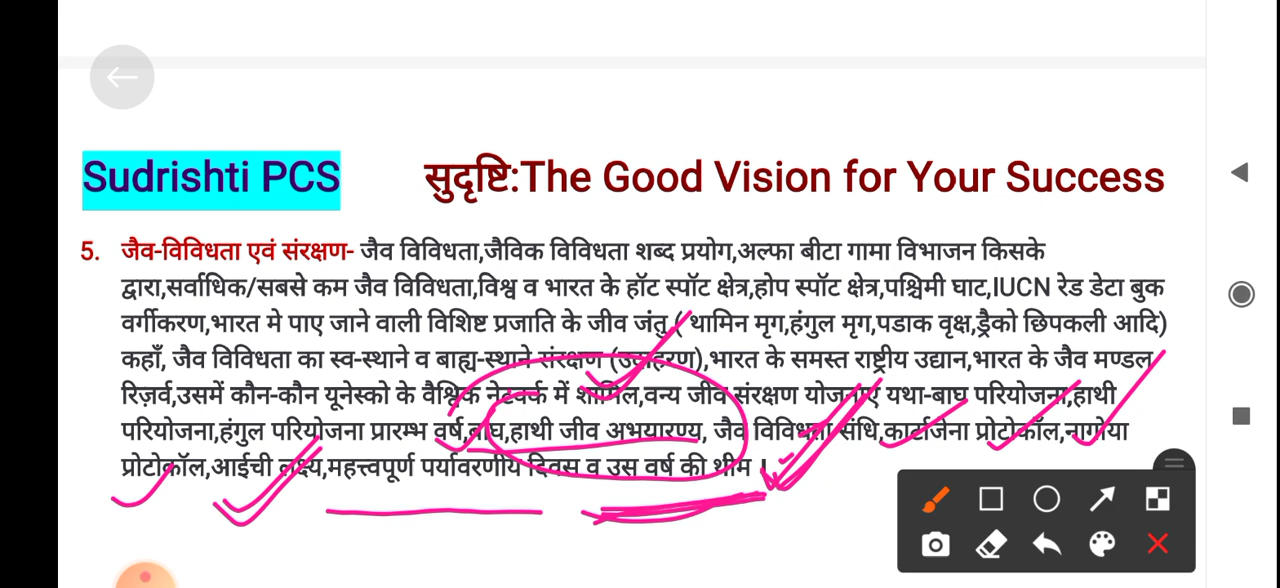 Sudrishti PCS सुदृष्टि:The Good Vision for Your Success
5. जैव-विविधता एवं संरक्षण- जैव विविधता,जैविक विविधता शब्द प्रयोग,अल्फा बीटा गामा विभाजन किसके
द्वारा,सर्वाधिक/सबसे कम जैव विविधता,विश्व व भारत के हॉट स्पॉट क्षेत्र,होप स्पॉट क्षेत्र,पश्चिमी घाट,IUCN रेड डेटा बुक
वर्गीकरण,भारत मे पाए जाने वाली विशिष्ट प्रजाति के जीव जंतु,( थामिन मृग,हंगुल मृग,पडाक वृक्ष,ड्रैको छिपकली आदि)
कहाँ, जैव विविधता का स्व-स्थाने व बाह्य-स्थाने संरक्षण (उदाहरण),भारत के समस्त राष्ट्रीय उद्यान,भारत के जैव मण्डल
रिज़र्व,उसमें कौन-कौन यूनेस्को के वैश्विक नेटवर्क में शामिल,वन्य जीव संरक्षण योजनाएं यथा-बाघ परियोजना,हाथी
परियोजना,हंगुल परियोजना प्रारम्भ वर्ष,बाघ,हाथी जीव अभयारण्य, जैव विविधता संधि,कार्टाजेना प्रोटोकॉल,नागोया
प्रोटोकॉल,आईची लक्ष्य,महत्त्वपूर्ण पर्यावरणीय दिवस व उस वर्ष की थीम ।